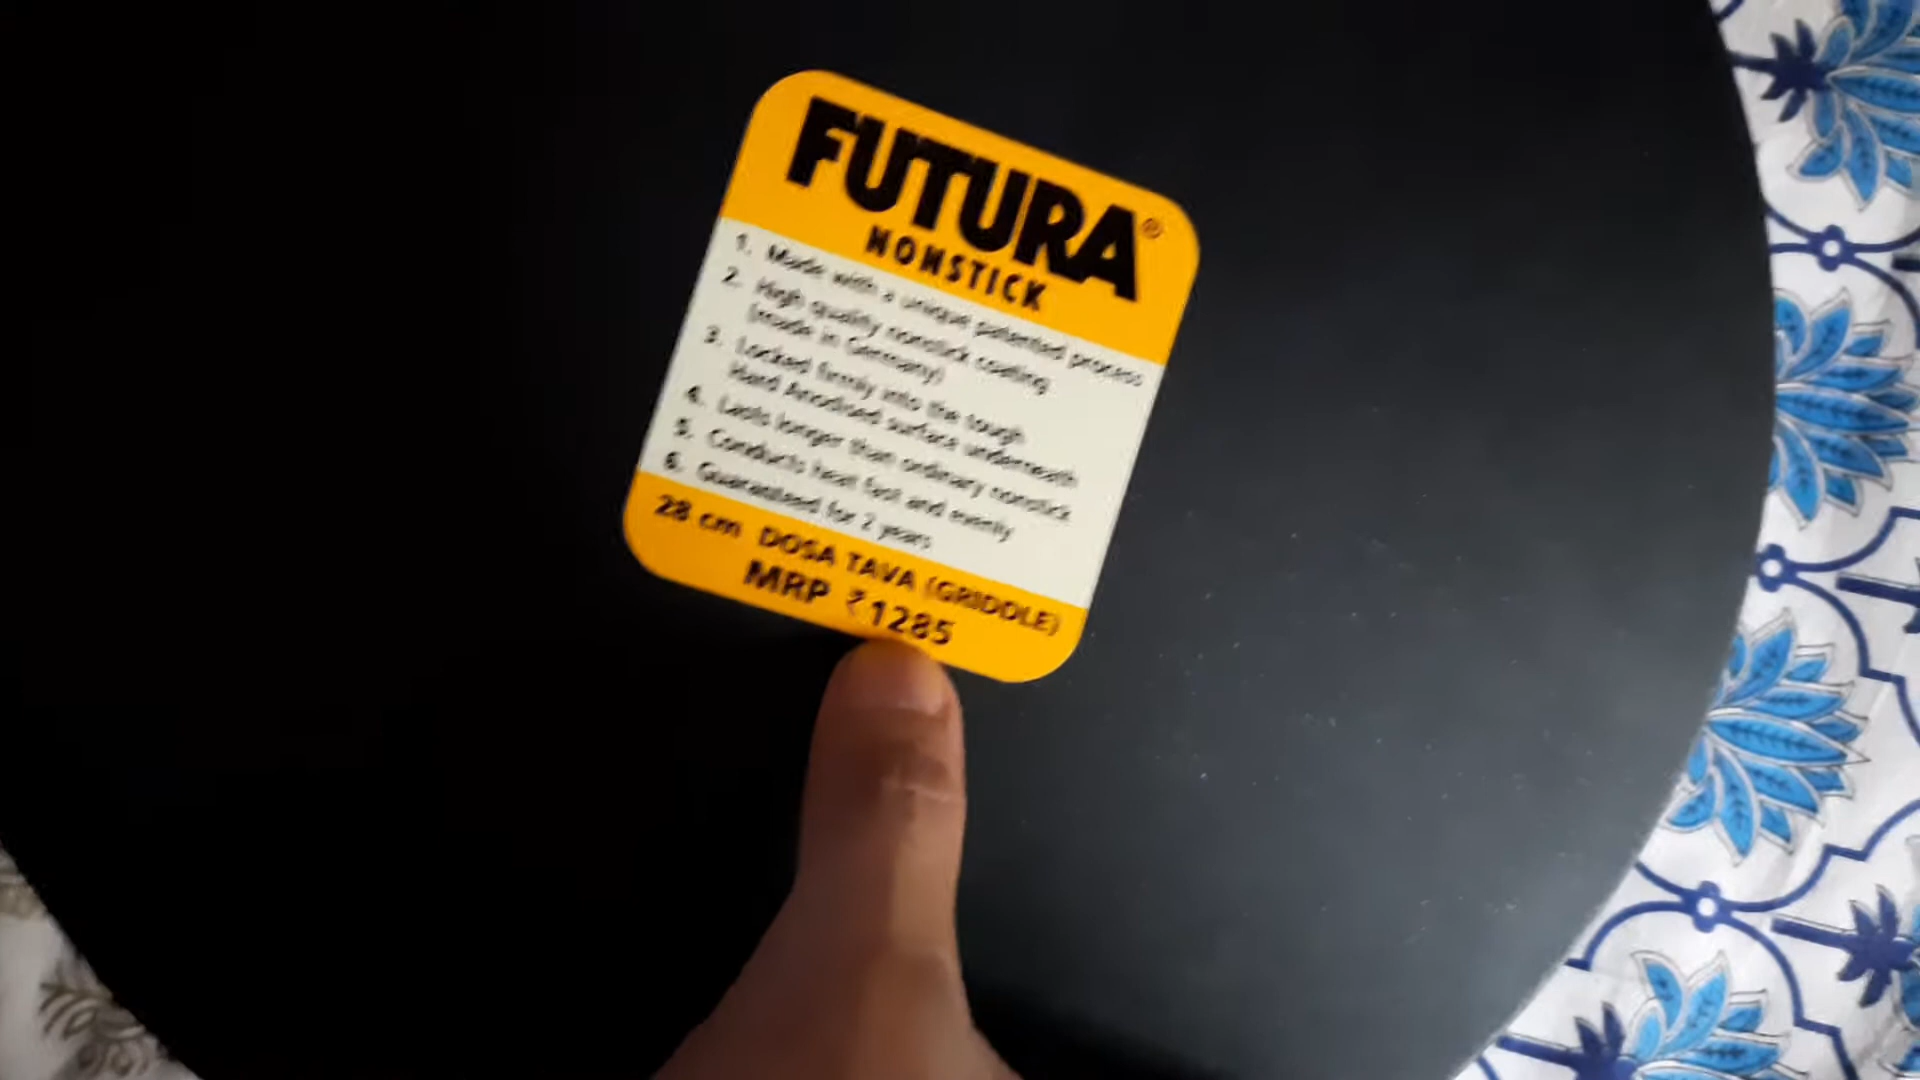 FUTURA®
NONSTICK
1. Made with a unique patented process
2. High quality nonstick coating
(made in Germany)
3. Locked firmly into the tough
Hard Anodised surface underneath
4. Lasts longer than ordinary nonstick
5. Conducts heat fast and evenly
6. Guaranteed for 2 years
28 cm DOSA TAVA (GRIDDLE)
MRP ₹1285